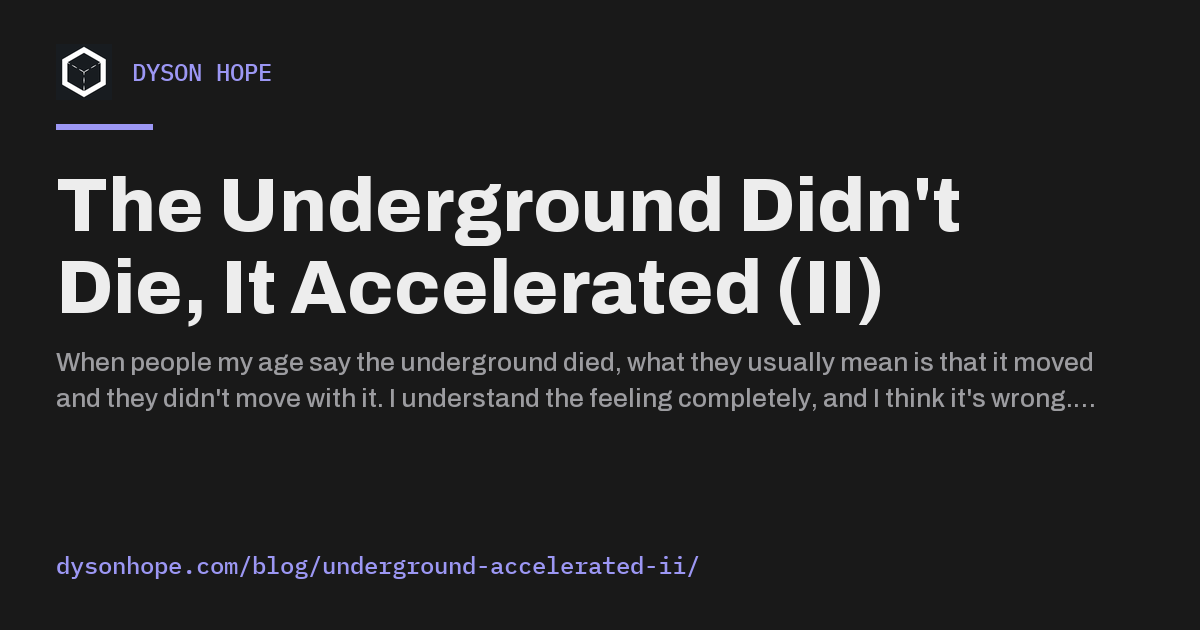 DYSON HOPE
The Underground Didn't
Die, It Accelerated (II)
When people my age say the underground died, what they usually mean is that it moved
and they didn't move with it. I understand the feeling completely, and I think it's wrong.…
dysonhope.com/blog/underground-accelerated-ii/